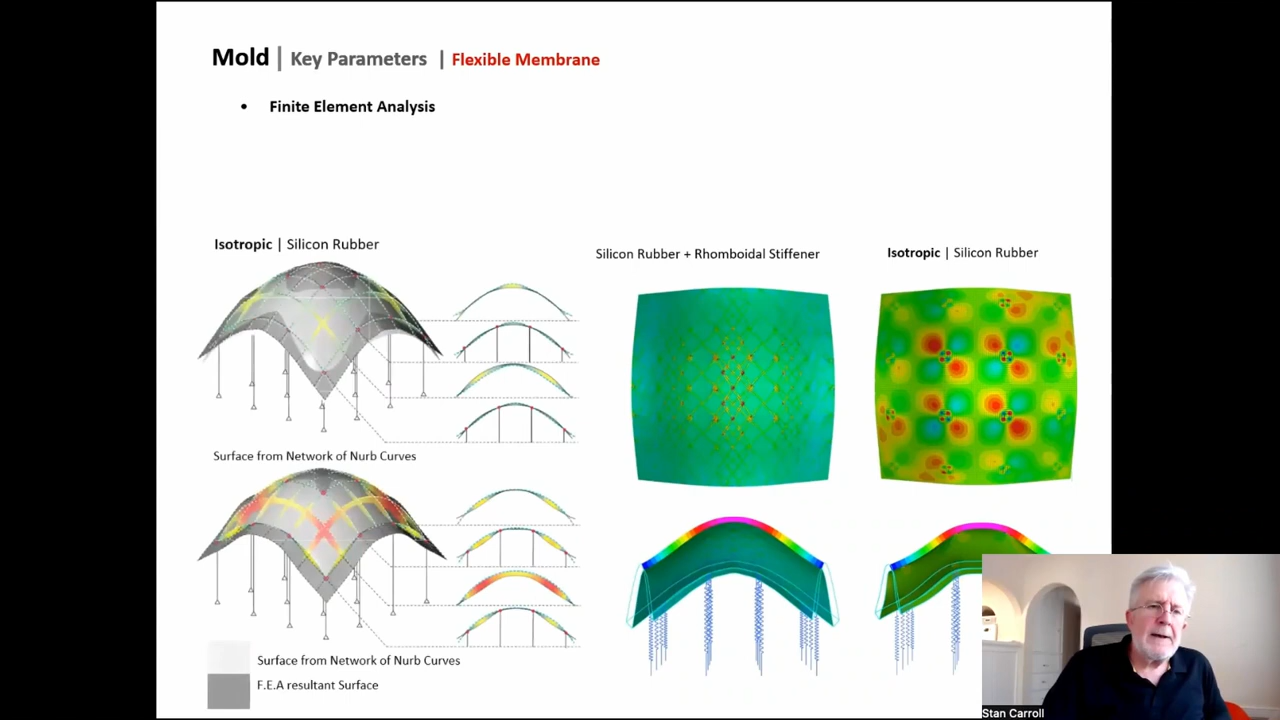 Mold | Key Parameters | Flexible Membrane
• Finite Element Analysis
Isotropic | Silicon Rubber
Silicon Rubber + Rhomboidal Stiffener
Isotropic | Silicon Rubber
Surface from Network of Nurb Curves
Surface from Network of Nurb Curves
F.E.A resultant Surface
Stan Carroll